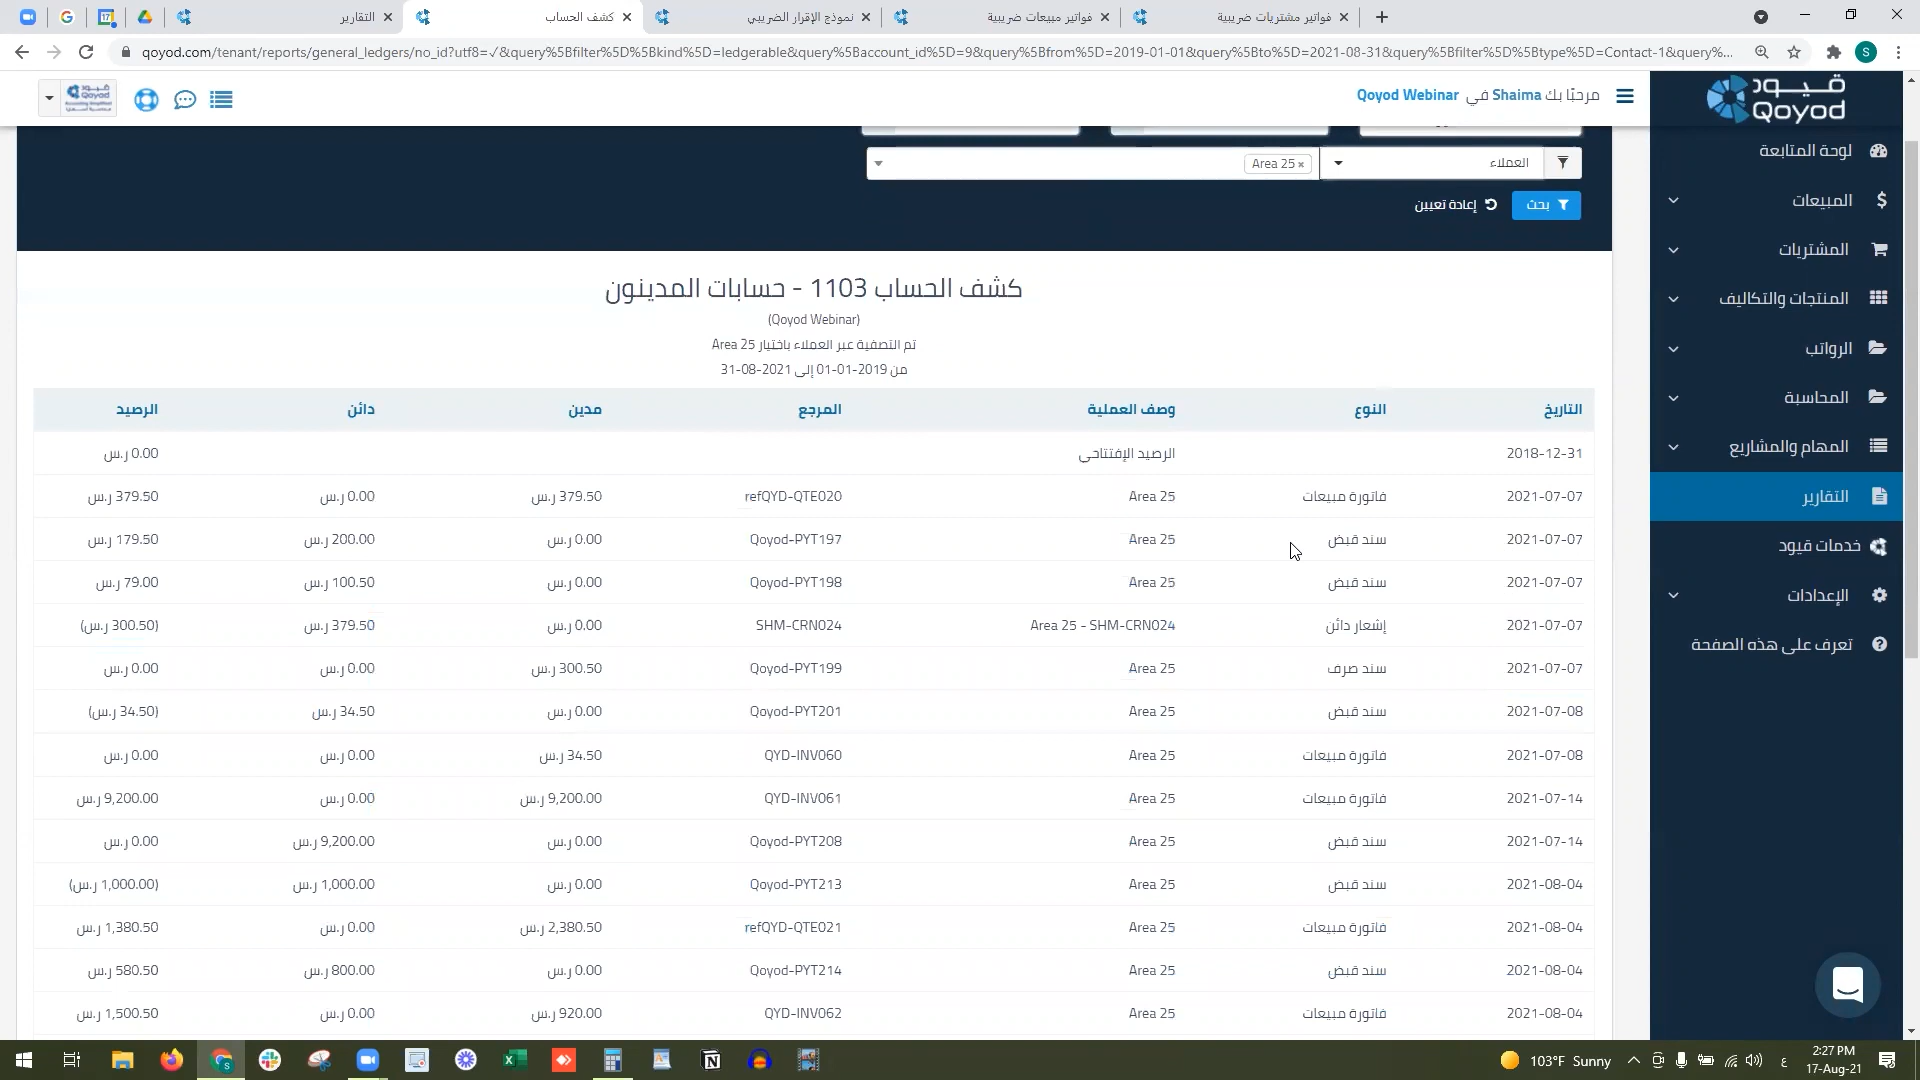 التقارير
كشف الحساب
نموذج الإقرار الضريبي
فواتير مبيعات ضريبية
فواتير مشتريات ضريبية
qoyod.com/tenant/reports/general_ledgers/no_id?utf8=✓&query%5Bfilter%5D%5Bkind%5D=ledgerable&query%5Baccount_id%5D=9&query%5Bfrom%5D=2019-01-01&query%5Bto%5D=2021-08-31&query%5Bfilter%5D%5Btype%5D=Contact-1&query%...
S
قيود Qoyod
مرحبًا بك Shaima في Qoyod Webinar
قيود
Qoyod
لوحة المتابعة
المبيعات
المشتريات
المنتجات والتكاليف
الرواتب
المحاسبة
المهام والمشاريع
التقارير
خدمات قيود
الإعدادات
تعرف على هذه الصفحة
العملاء
Area 25 ×
بحث
إعادة تعيين
كشف الحساب 1103 - حسابات المدينون
(Qoyod Webinar)
تم التصفية عبر العملاء باختيار Area 25
من 2019-01-01 إلى 2021-08-31
التاريخ النوع وصف العملية المرجع مدين دائن الرصيد
2018-12-31 الرصيد الإفتتاحي 0.00 ر.س
2021-07-07 فاتورة مبيعات Area 25 refQYD-QTE020 379.50 ر.س 0.00 ر.س 379.50 ر.س
2021-07-07 سند قبض Area 25 Qoyod-PYT197 0.00 ر.س 200.00 ر.س 179.50 ر.س
2021-07-07 سند قبض Area 25 Qoyod-PYT198 0.00 ر.س 100.50 ر.س 79.00 ر.س
2021-07-07 إشعار دائن Area 25 - SHM-CRN024 SHM-CRN024 0.00 ر.س 379.50 ر.س (300.50 ر.س)
2021-07-07 سند صرف Area 25 Qoyod-PYT199 300.50 ر.س 0.00 ر.س 0.00 ر.س
2021-07-08 سند قبض Area 25 Qoyod-PYT201 0.00 ر.س 34.50 ر.س (34.50 ر.س)
2021-07-08 فاتورة مبيعات Area 25 QYD-INV060 34.50 ر.س 0.00 ر.س 0.00 ر.س
2021-07-14 فاتورة مبيعات Area 25 QYD-INV061 9,200.00 ر.س 0.00 ر.س 9,200.00 ر.س
2021-07-14 سند قبض Area 25 Qoyod-PYT208 0.00 ر.س 9,200.00 ر.س 0.00 ر.س
2021-08-04 سند قبض Area 25 Qoyod-PYT213 0.00 ر.س 1,000.00 ر.س (1,000.00 ر.س)
2021-08-04 فاتورة مبيعات Area 25 refQYD-QTE021 2,380.50 ر.س 0.00 ر.س 1,380.50 ر.س
2021-08-04 سند قبض Area 25 Qoyod-PYT214 0.00 ر.س 800.00 ر.س 580.50 ر.س
2021-08-04 فاتورة مبيعات Area 25 QYD-INV062 920.00 ر.س 0.00 ر.س 1,500.50 ر.س
103°F Sunny
ع
2:27 PM
17-Aug-21